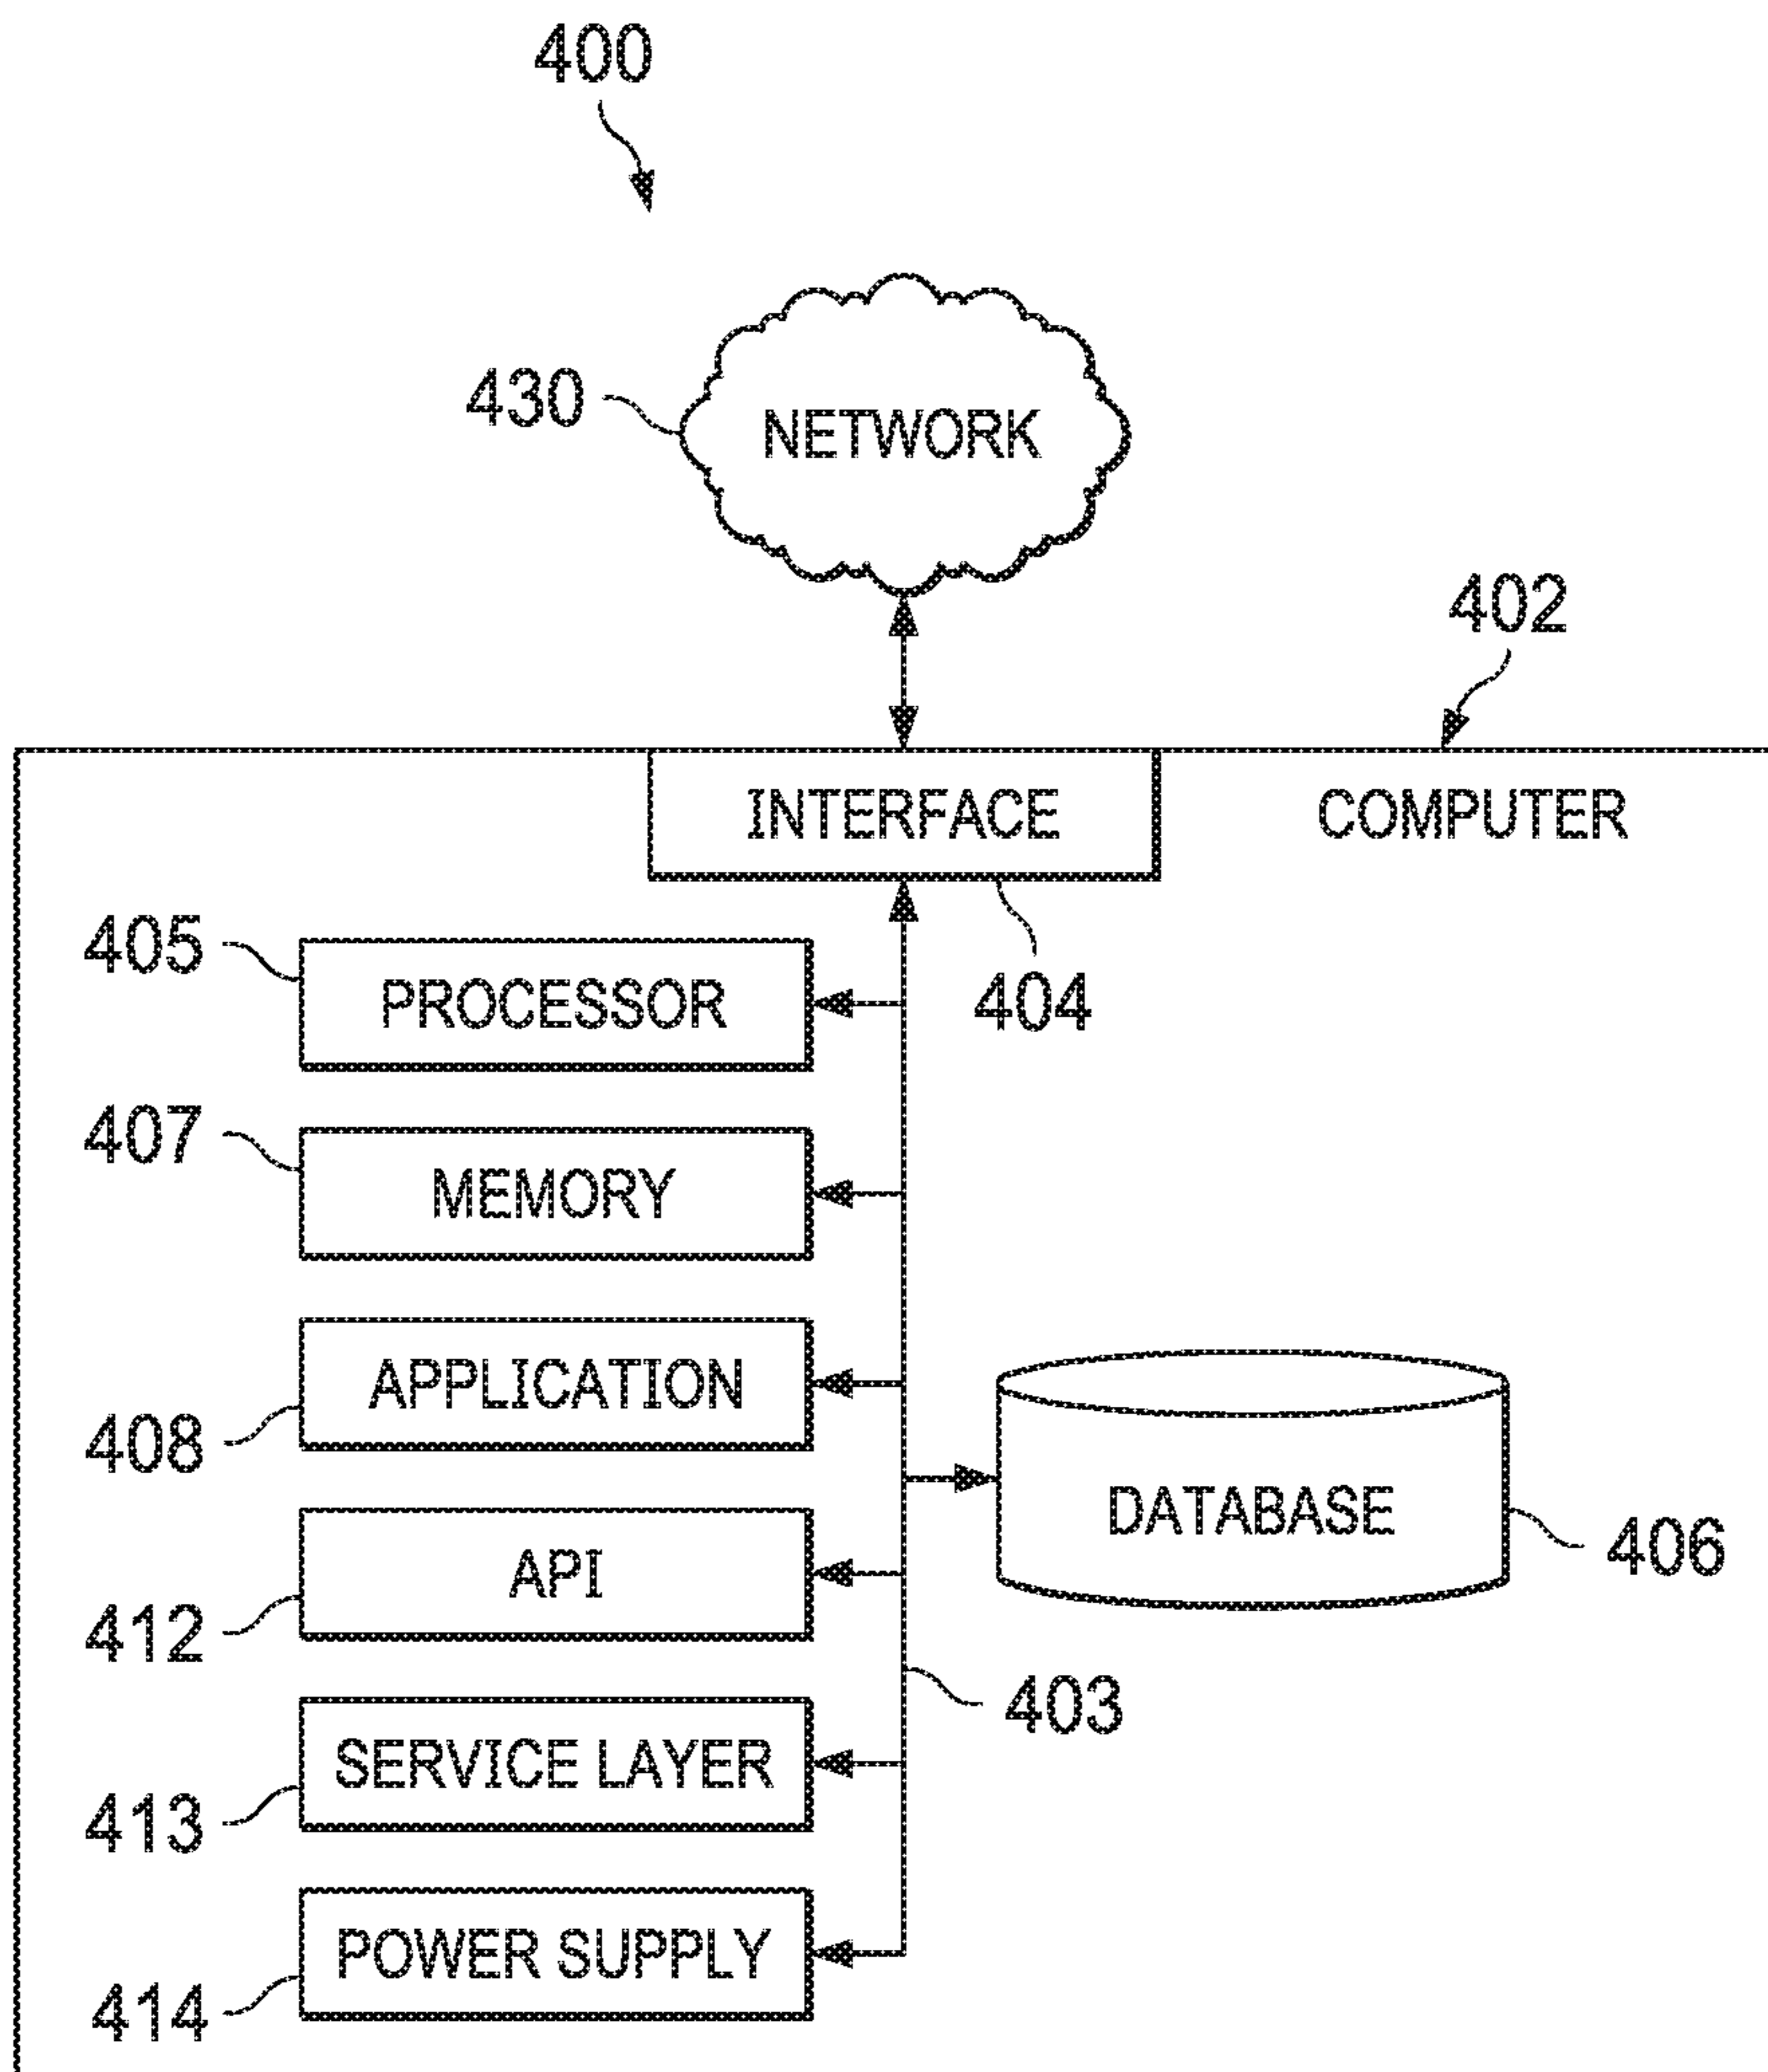 400
430
NETWORK
402
INTERFACE
COMPUTER
405
PROCESSOR
404
407
MEMORY
APPLICATION
408
DATABASE
406
API
412
403
SERVICE LAYER
413
POWER SUPPLY
414